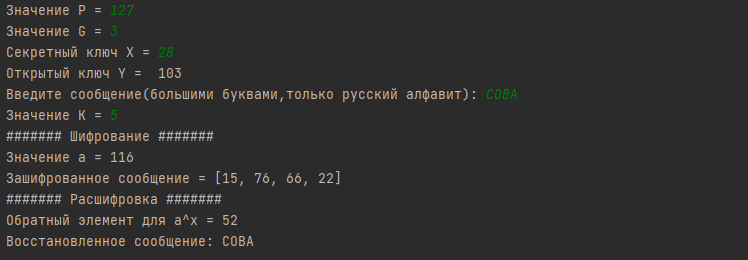 Значение P = 127
Значение G = 3
Секретный ключ X = 28
Открытый ключ Y =  103
Введите сообщение(большими буквами,только русский алфавит): СОВА
Значение К = 5
####### Шифрование #######
Значение а = 116
Зашифрованное сообщение = [15, 76, 66, 22]
####### Расшифровка #######
Обратный элемент для a^x = 52
Восстановленное сообщение: СОВА